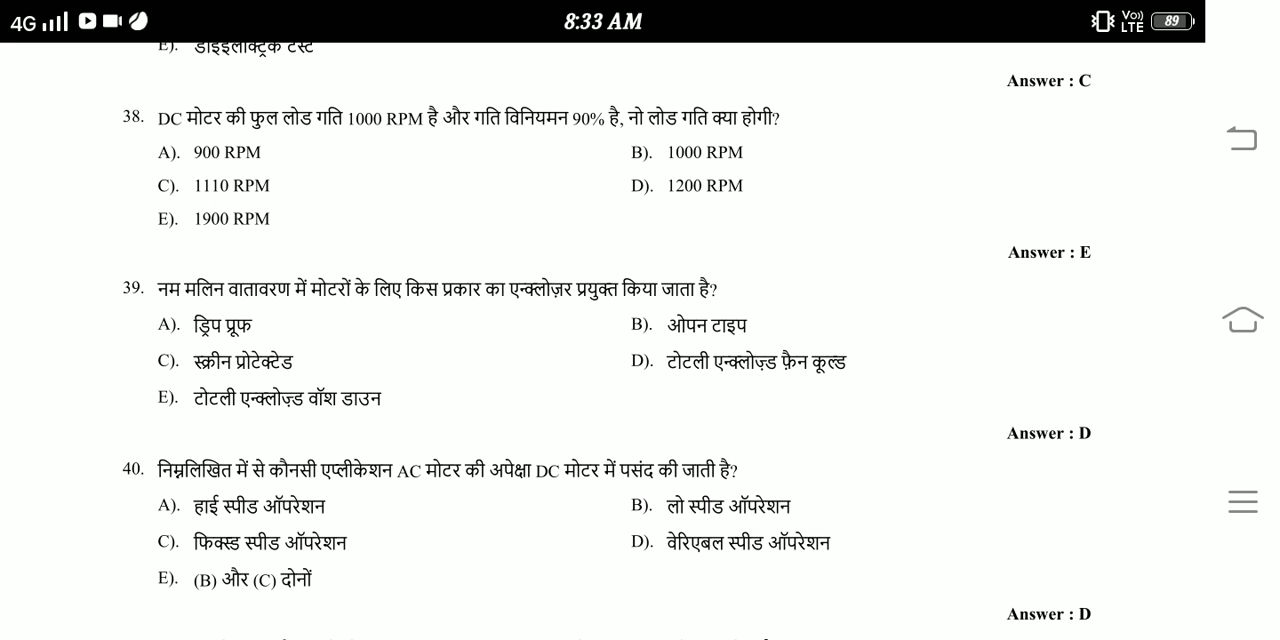 4G 8:33 AM Vo)) LTE 89
E). डाइइलेक्ट्रिक टेस्ट
Answer : C
38. DC मोटर की फुल लोड गति 1000 RPM है और गति विनियमन 90% है, नो लोड गति क्या होगी?
A). 900 RPM B). 1000 RPM
C). 1110 RPM D). 1200 RPM
E). 1900 RPM
Answer : E
39. नम मलिन वातावरण में मोटरों के लिए किस प्रकार का एन्क्लोज़र प्रयुक्त किया जाता है?
A). ड्रिप प्रूफ B). ओपन टाइप
C). स्क्रीन प्रोटेक्टेड D). टोटली एन्क्लोज़्ड फ़ैन कूल्ड
E). टोटली एन्क्लोज़्ड वॉश डाउन
Answer : D
40. निम्नलिखित में से कौनसी एप्लीकेशन AC मोटर की अपेक्षा DC मोटर में पसंद की जाती है?
A). हाई स्पीड ऑपरेशन B). लो स्पीड ऑपरेशन
C). फिक्स्ड स्पीड ऑपरेशन D). वेरिएबल स्पीड ऑपरेशन
E). (B) और (C) दोनों
Answer : D